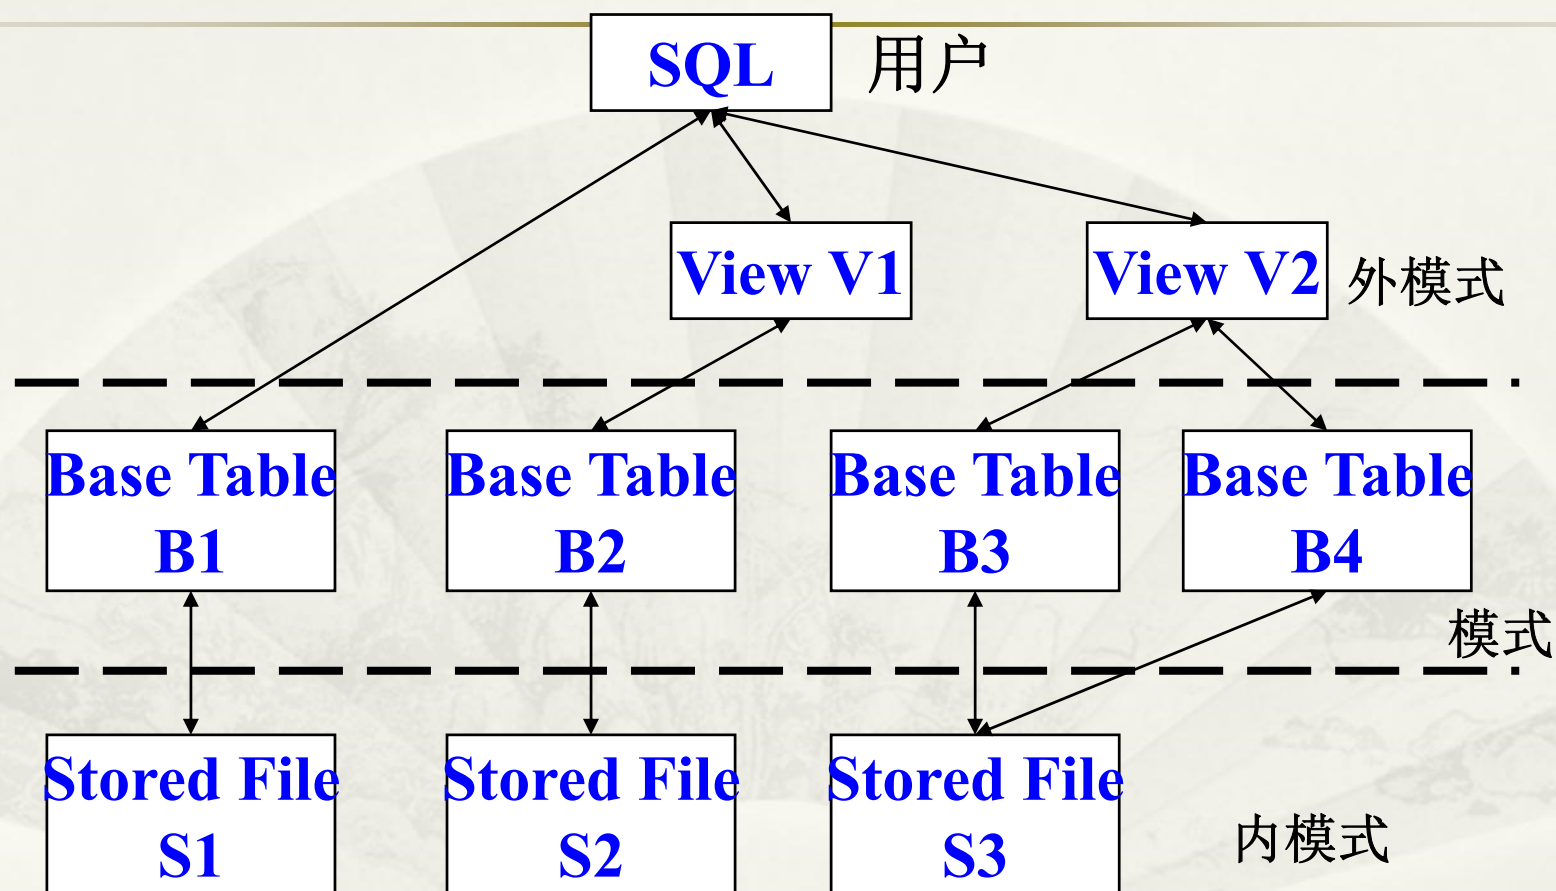 SQL
用户
View V1
View V2
外模式
Base Table
B1
Base Table
B2
Base Table
B3
Base Table
B4
模式
Stored File
S1
Stored File
S2
Stored File
S3
内模式